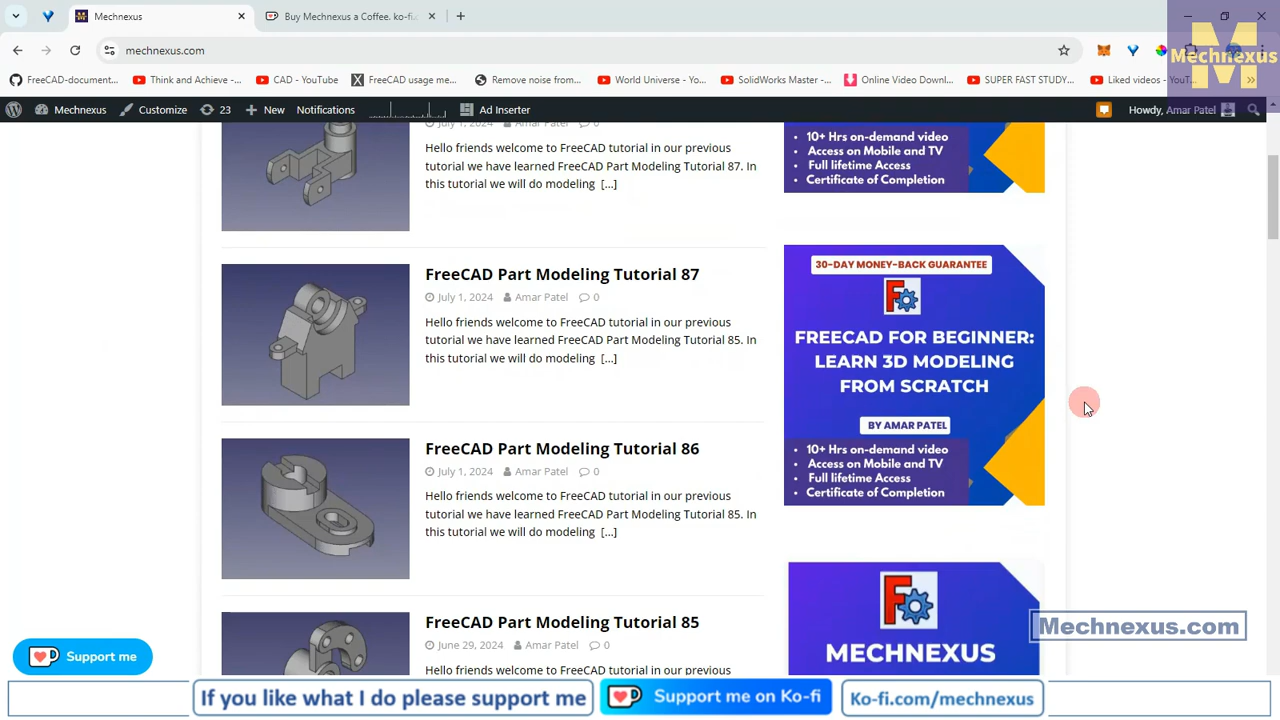 Mechnexus
Buy Mechnexus a Coffee. ko-fi.c
mechnexus.com
FreeCAD-document...
Think and Achieve -...
CAD - YouTube
FreeCAD usage me...
Remove noise from...
World Universe - Yo...
SolidWorks Master -...
Online Video Downl...
SUPER FAST STUDY...
Liked videos - YouT...
Mechnexus
Mechnexus
Customize
23
New
Notifications
Ad Inserter
Howdy, Amar Patel
July 1, 2024 Amar Patel 0
Hello friends welcome to FreeCAD tutorial in our previous
tutorial we have learned FreeCAD Part Modeling Tutorial 87. In
this tutorial we will do modeling [...]
FreeCAD Part Modeling Tutorial 87
July 1, 2024 Amar Patel 0
Hello friends welcome to FreeCAD tutorial in our previous
tutorial we have learned FreeCAD Part Modeling Tutorial 85. In
this tutorial we will do modeling [...]
FreeCAD Part Modeling Tutorial 86
July 1, 2024 Amar Patel 0
Hello friends welcome to FreeCAD tutorial in our previous
tutorial we have learned FreeCAD Part Modeling Tutorial 85. In
this tutorial we will do modeling [...]
FreeCAD Part Modeling Tutorial 85
June 29, 2024 Amar Patel 0
Hello friends welcome to FreeCAD tutorial in our previous
• 10+ Hrs on-demand video
• Access on Mobile and TV
• Full lifetime Access
• Certificate of Completion
30-DAY MONEY-BACK GUARANTEE
FREECAD FOR BEGINNER:
LEARN 3D MODELING
FROM SCRATCH
BY AMAR PATEL
• 10+ Hrs on-demand video
• Access on Mobile and TV
• Full lifetime Access
• Certificate of Completion
MECHNEXUS
Mechnexus.com
Support me
If you like what I do please support me
Support me on Ko-fi
Ko-fi.com/mechnexus